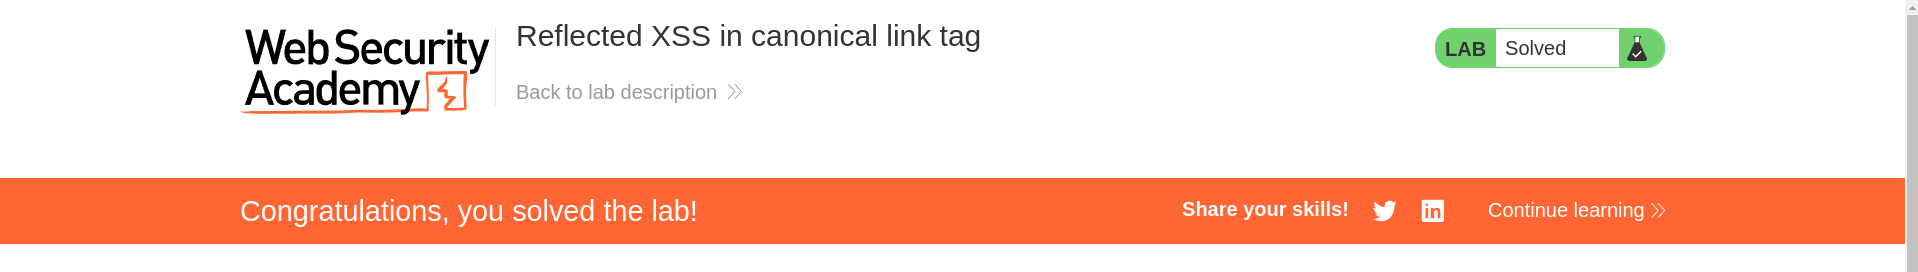 Web Security
Academy
Reflected XSS in canonical link tag
Back to lab description
LAB Solved
Congratulations, you solved the lab!
Share your skills!
Continue learning